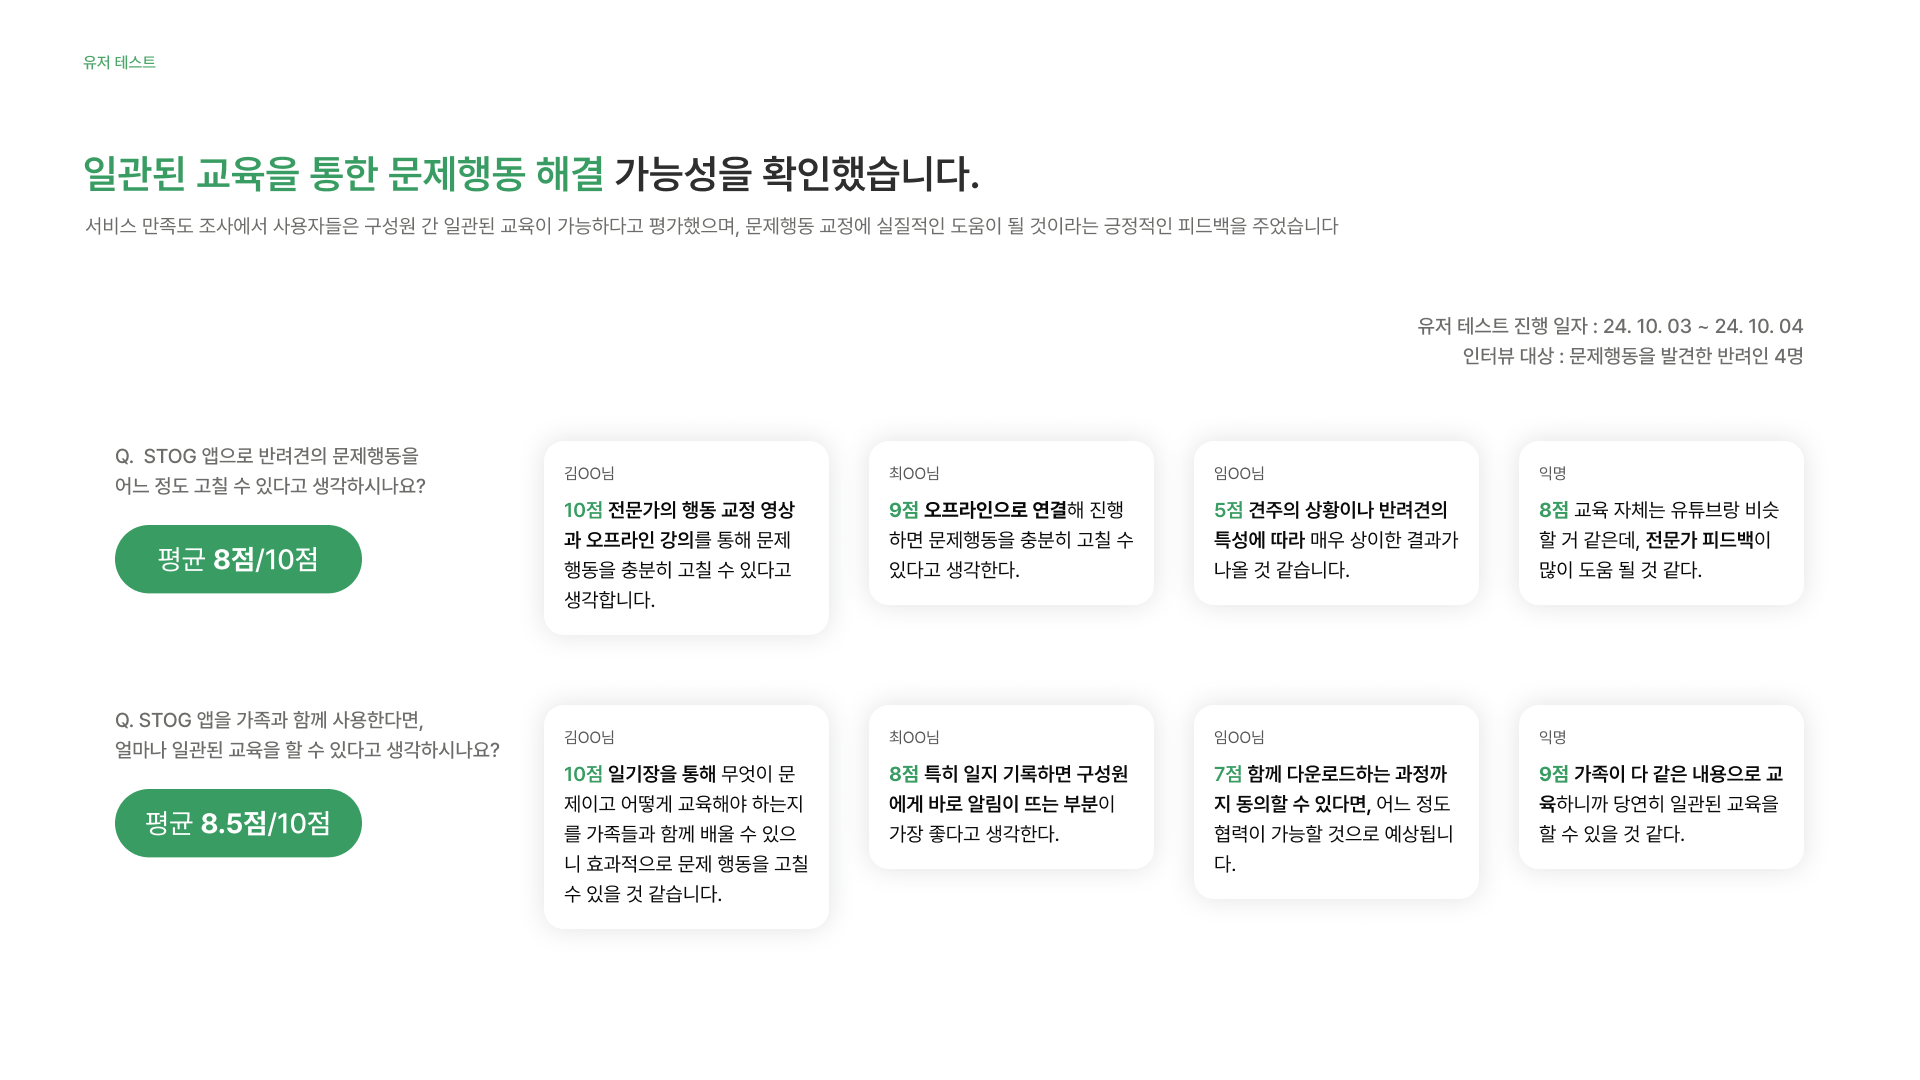 유저 테스트
일관된 교육을 통한 문제행동 해결 가능성을 확인했습니다.
서비스 만족도 조사에서 사용자들은 구성원 간 일관된 교육이 가능하다고 평가했으며, 문제행동 교정에 실질적인 도움이 될 것이라는 긍정적인 피드백을 주었습니다
유저 테스트 진행 일자 : 24. 10. 03 ~ 24. 10. 04
인터뷰 대상 : 문제행동을 발견한 반려인 4명
Q. STOG 앱으로 반려견의 문제행동을
어느 정도 고칠 수 있다고 생각하시나요?
평균 8점/10점
김OO님
10점 전문가의 행동 교정 영상
과 오프라인 강의를 통해 문제
행동을 충분히 고칠 수 있다고
생각합니다.
최OO님
9점 오프라인으로 연결해 진행
하면 문제행동을 충분히 고칠 수
있다고 생각한다.
임OO님
5점 견주의 상황이나 반려견의
특성에 따라 매우 상이한 결과가
나올 것 같습니다.
익명
8점 교육 자체는 유튜브랑 비슷
할 거 같은데, 전문가 피드백이
많이 도움 될 것 같다.
Q. STOG 앱을 가족과 함께 사용한다면,
얼마나 일관된 교육을 할 수 있다고 생각하시나요?
평균 8.5점/10점
김OO님
10점 일기장을 통해 무엇이 문
제이고 어떻게 교육해야 하는지
를 가족들과 함께 배울 수 있으
니 효과적으로 문제 행동을 고칠
수 있을 것 같습니다.
최OO님
8점 특히 일지 기록하면 구성원
에게 바로 알림이 뜨는 부분이
가장 좋다고 생각한다.
임OO님
7점 함께 다운로드하는 과정까
지 동의할 수 있다면, 어느 정도
협력이 가능할 것으로 예상됩니
다.
익명
9점 가족이 다 같은 내용으로 교
육하니까 당연히 일관된 교육을
할 수 있을 것 같다.